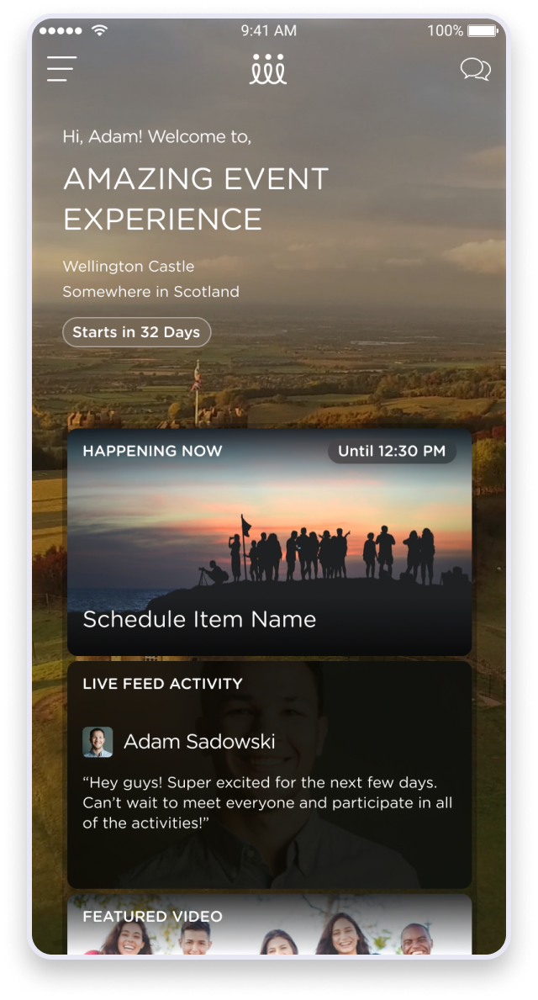 9:41 AM
100%
Hi, Adam! Welcome to,
AMAZING EVENT
EXPERIENCE
Wellington Castle
Somewhere in Scotland
Starts in 32 Days
HAPPENING NOW
Until 12:30 PM
Schedule Item Name
LIVE FEED ACTIVITY
Adam Sadowski
“Hey guys! Super excited for the next few days.
Can’t wait to meet everyone and participate in all
of the activities!”
FEATURED VIDEO